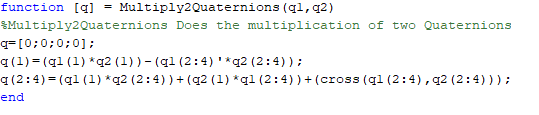 function [q] = Multiply2Quaternions(q1,q2)
%Multiply2Quaternions Does the multiplication of two Quaternions
q=[0;0;0;0];
q(1)=(q1(1)*q2(1))-(q1(2:4)'*q2(2:4));
q(2:4)=(q1(1)*q2(2:4))+(q2(1)*q1(2:4))+(cross(q1(2:4),q2(2:4)));
end